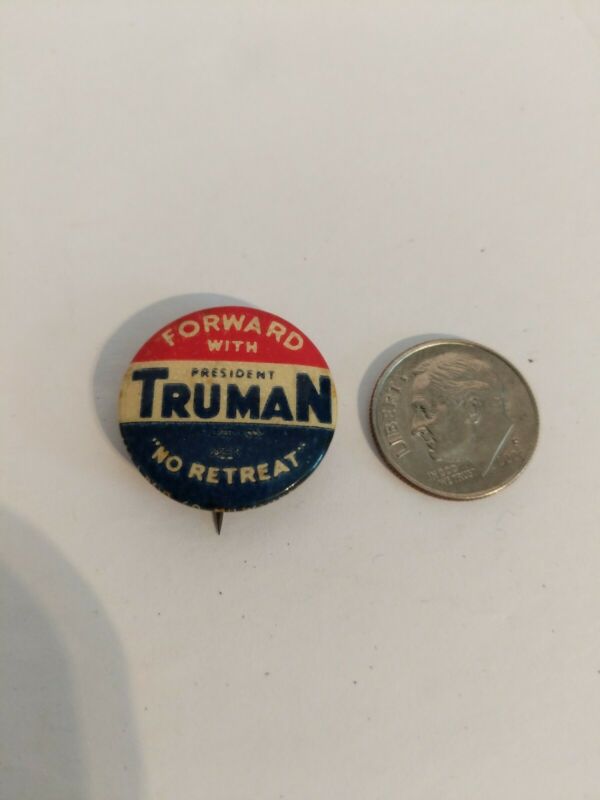 FORWARD
WITH
PRESIDENT
TRUMAN
"NO RETREAT"
LIBERTY
IN GOD
WE TRUST